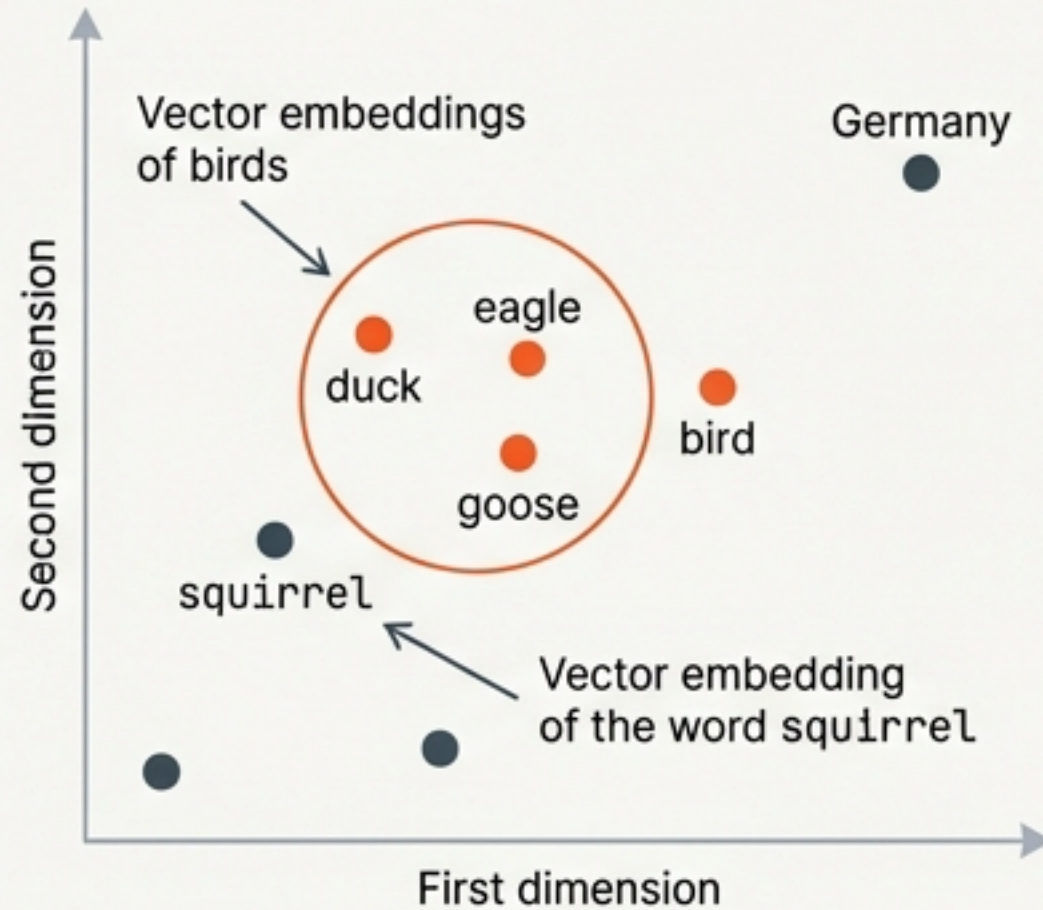 Vector embeddings
of birds
Germany
eagle
duck
bird
goose
squirrel
Vector embedding
of the word squirrel
Second dimension
First dimension